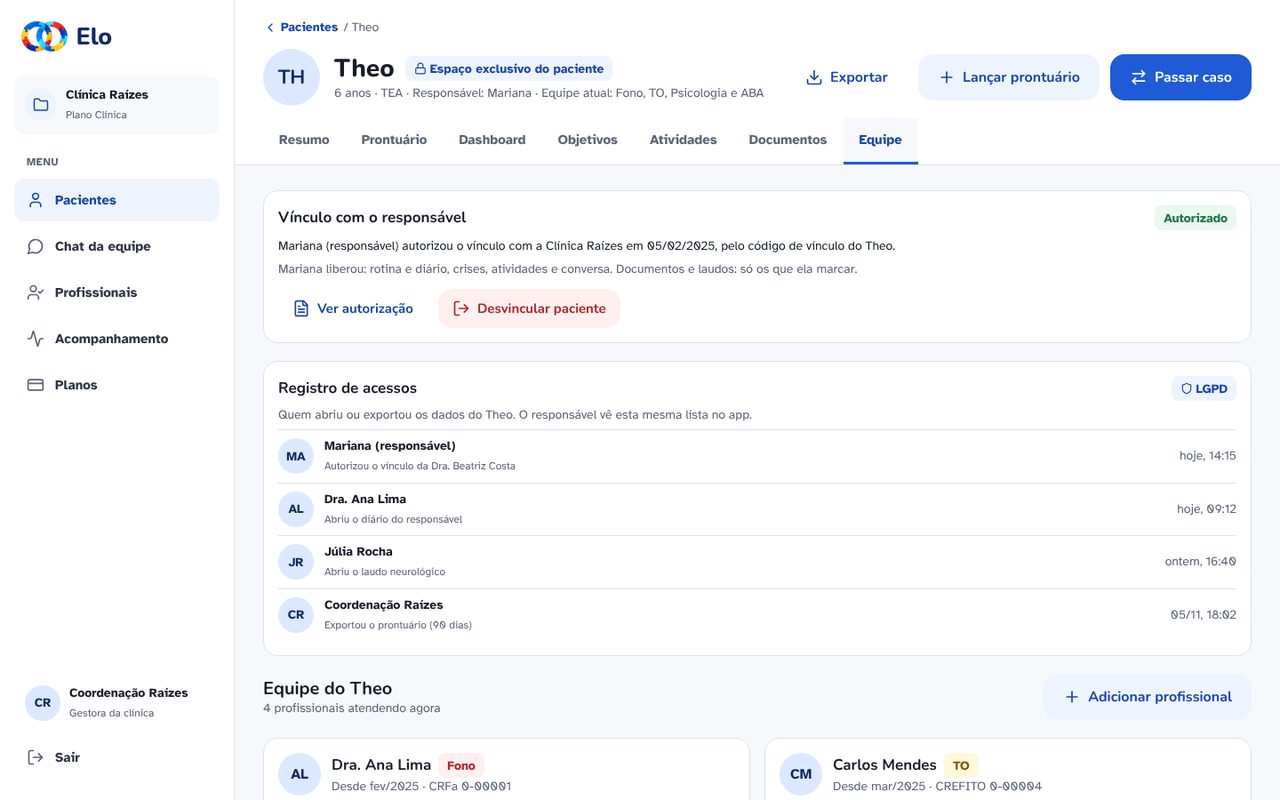 Elo
Clínica Raízes
Plano Clínica
MENU
Pacientes
Chat da equipe
Profissionais
Acompanhamento
Planos
CR
Coordenação Raízes
Gestora da clínica
Sair
Pacientes / Theo
TH
Theo
Espaço exclusivo do paciente
6 anos · TEA · Responsável: Mariana · Equipe atual: Fono, TO, Psicologia e ABA
Exportar
Lançar prontuário
Passar caso
Resumo
Prontuário
Dashboard
Objetivos
Atividades
Documentos
Equipe
Vínculo com o responsável
Autorizado
Mariana (responsável) autorizou o vínculo com a Clínica Raízes em 05/02/2025, pelo código de vínculo do Theo.
Mariana liberou: rotina e diário, crises, atividades e conversa. Documentos e laudos: só os que ela marcar.
Ver autorização
Desvincular paciente
Registro de acessos
LGPD
Quem abriu ou exportou os dados do Theo. O responsável vê esta mesma lista no app.
MA
Mariana (responsável)
Autorizou o vínculo da Dra. Beatriz Costa
hoje, 14:15
AL
Dra. Ana Lima
Abriu o diário do responsável
hoje, 09:12
JR
Júlia Rocha
Abriu o laudo neurológico
ontem, 16:40
CR
Coordenação Raízes
Exportou o prontuário (90 dias)
05/11, 18:02
Equipe do Theo
4 profissionais atendendo agora
Adicionar profissional
AL
Dra. Ana Lima
Fono
Desde fev/2025 · CRFa 0-00001
CM
Carlos Mendes
TO
Desde mar/2025 · CREFITO 0-00004